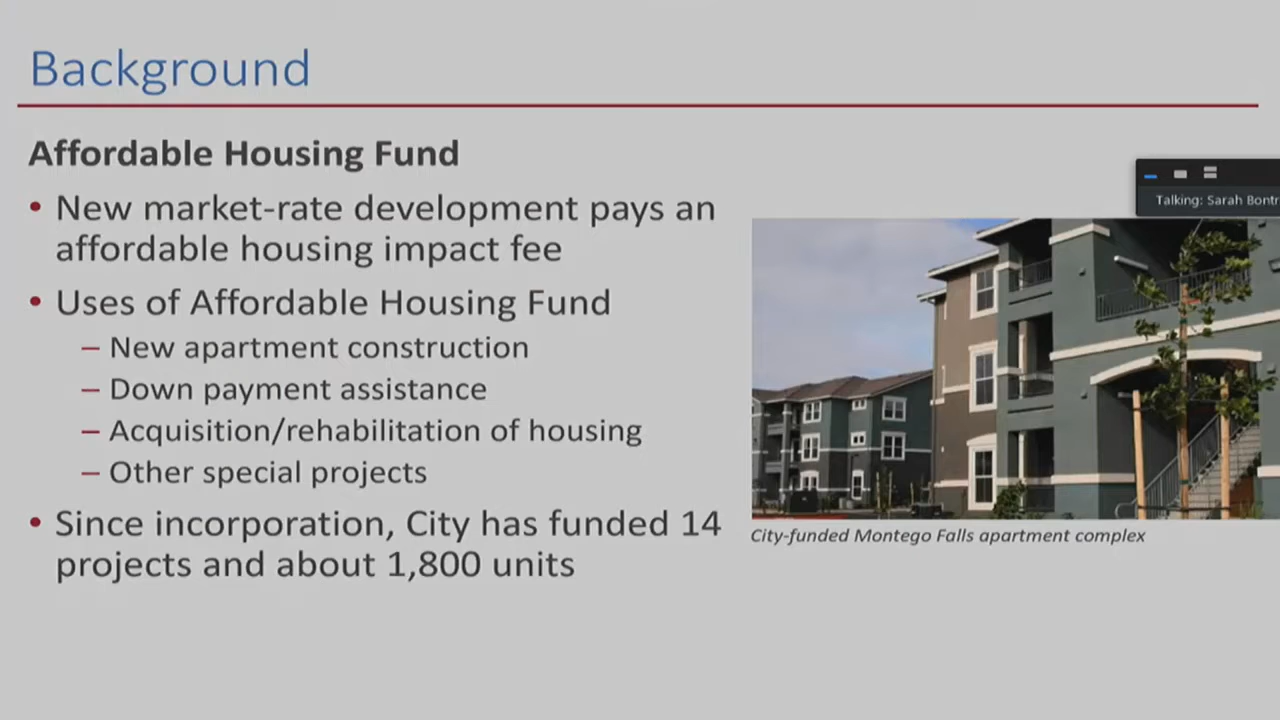 Background
Affordable Housing Fund
• New market-rate development pays an
affordable housing impact fee
• Uses of Affordable Housing Fund
– New apartment construction
– Down payment assistance
– Acquisition/rehabilitation of housing
– Other special projects
• Since incorporation, City has funded 14
projects and about 1,800 units
Talking: Sarah Bontr
City-funded Montego Falls apartment complex